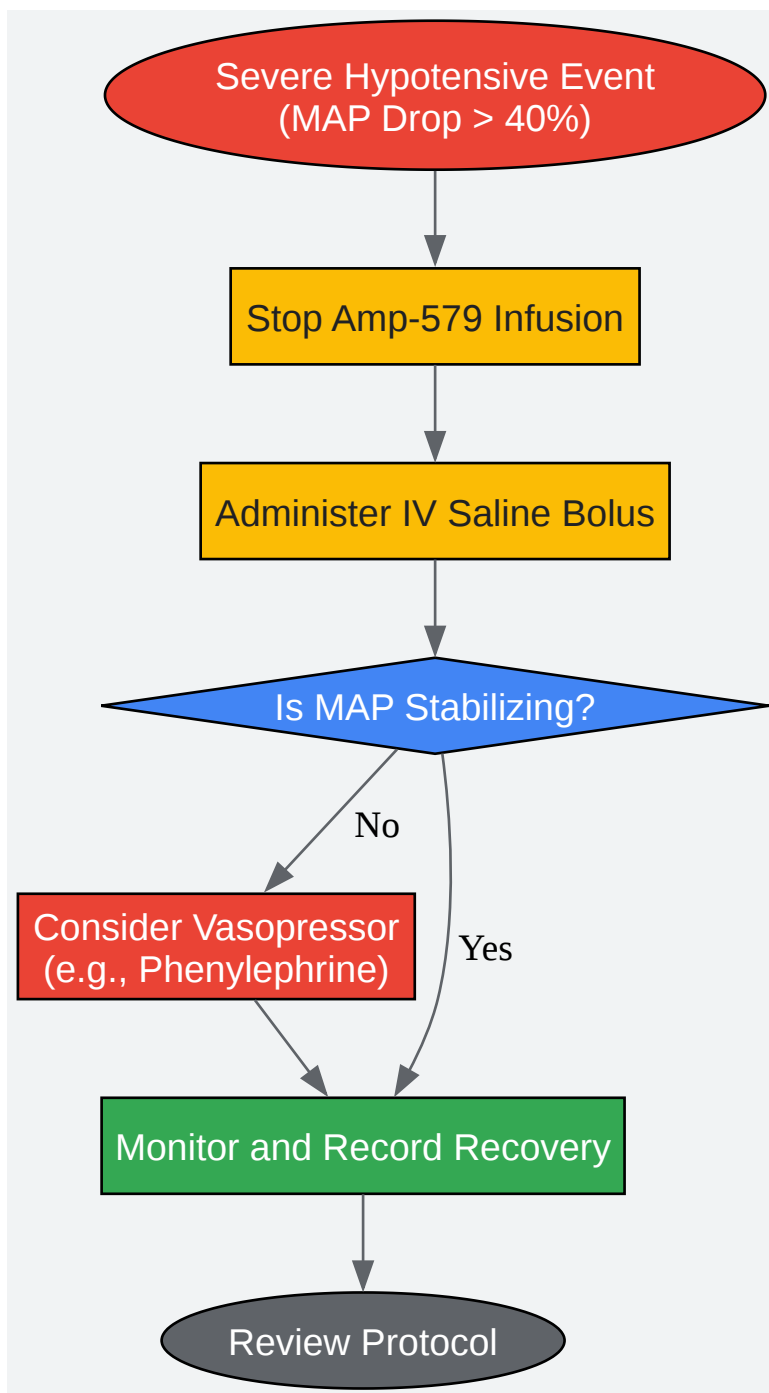 Severe Hypotensive Event
(MAP Drop > 40%)
Stop Amp-579 Infusion
Administer IV Saline Bolus
Is MAP Stabilizing?
No
Consider Vasopressor
(e.g., Phenylephrine)
Yes
Monitor and Record Recovery
Review Protocol